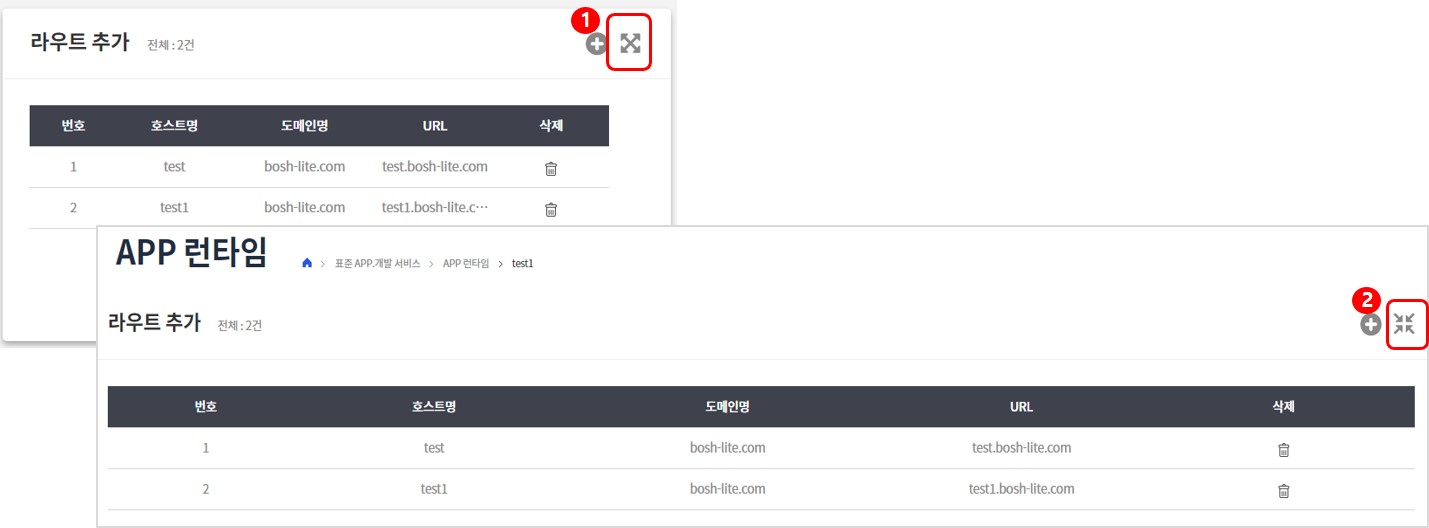 1
라우트 추가 전체 : 2건
번호 호스트명 도메인명 URL 삭제
1 test bosh-lite.com test.bosh-lite.com
2 test1 bosh-lite.com test1.bosh-lite.c…
APP 런타임 > 표준 APP.개발 서비스 > APP 런타임 > test1
2
라우트 추가 전체 : 2건
번호 호스트명 도메인명 URL 삭제
1 test bosh-lite.com test.bosh-lite.com
2 test1 bosh-lite.com test1.bosh-lite.com